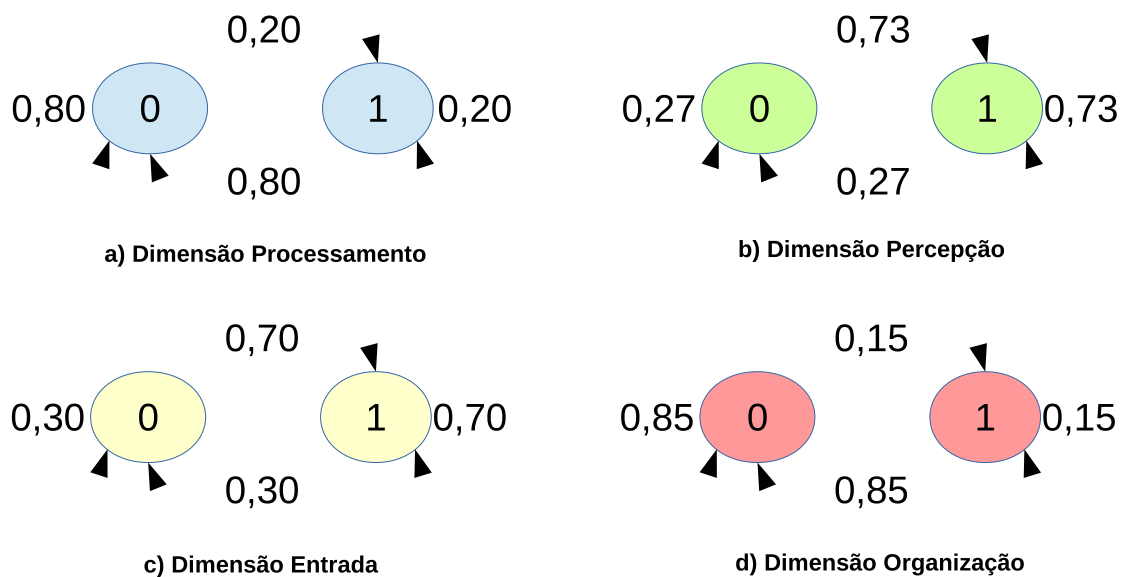 0,20
0,80 0 1 0,20
0,80
a) Dimensão Processamento
0,73
0,27 0 1 0,73
0,27
b) Dimensão Percepção
0,70
0,30 0 1 0,70
0,30
c) Dimensão Entrada
0,15
0,85 0 1 0,15
0,85
d) Dimensão Organização